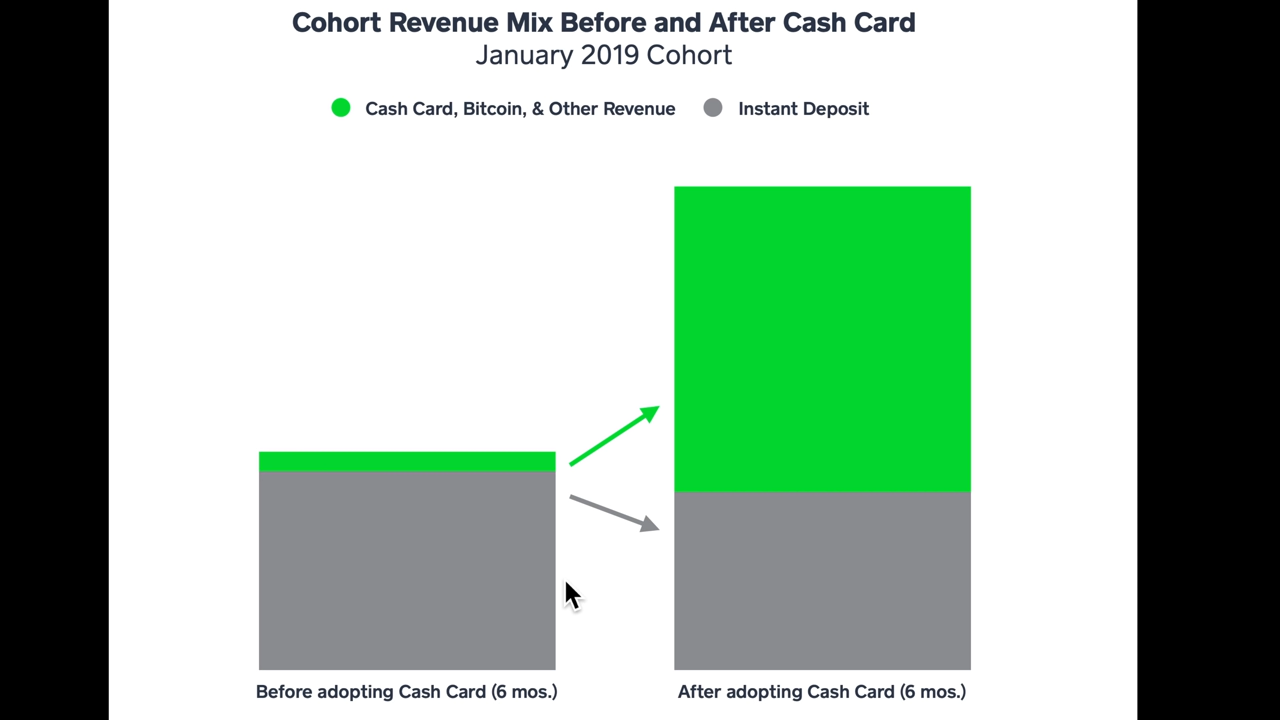 Cohort Revenue Mix Before and After Cash Card
January 2019 Cohort
Cash Card, Bitcoin, & Other Revenue
Instant Deposit
Before adopting Cash Card (6 mos.)
After adopting Cash Card (6 mos.)